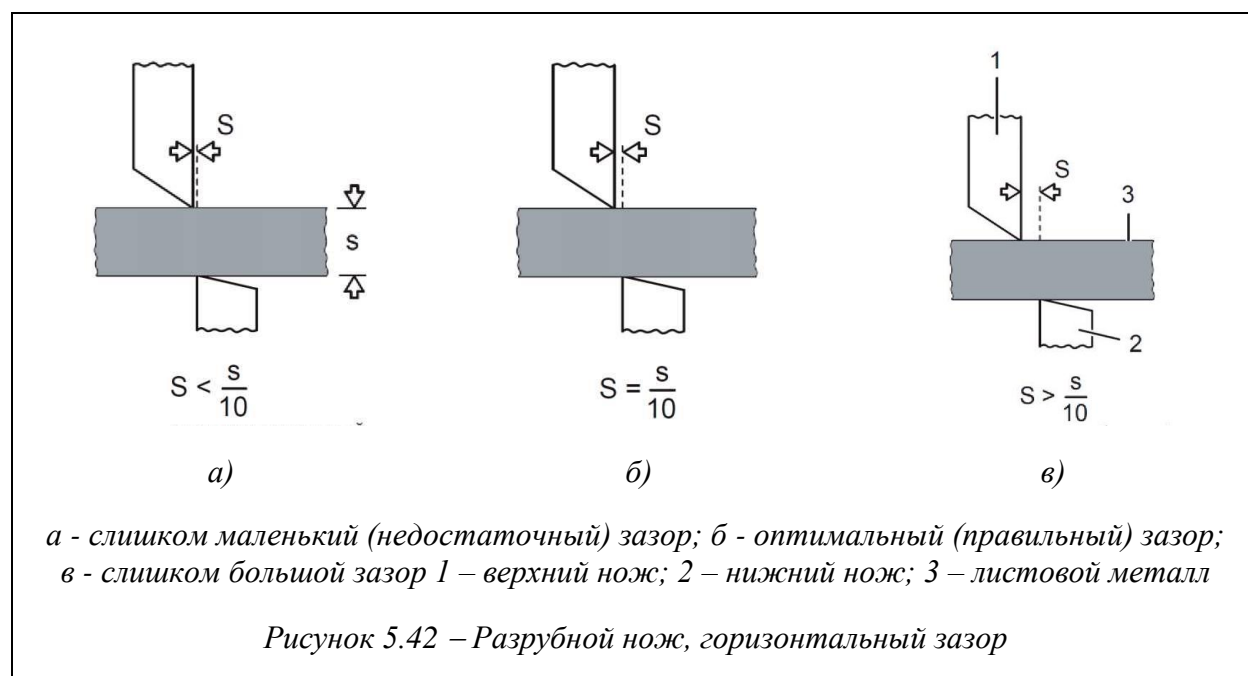 1
S
S
S
3
s
2
S < s/10
S = s/10
S > s/10
а)
б)
в)
а - слишком маленький (недостаточный) зазор; б - оптимальный (правильный) зазор;
в - слишком большой зазор 1 – верхний нож; 2 – нижний нож; 3 – листовой металл
Рисунок 5.42 – Разрубной нож, горизонтальный зазор